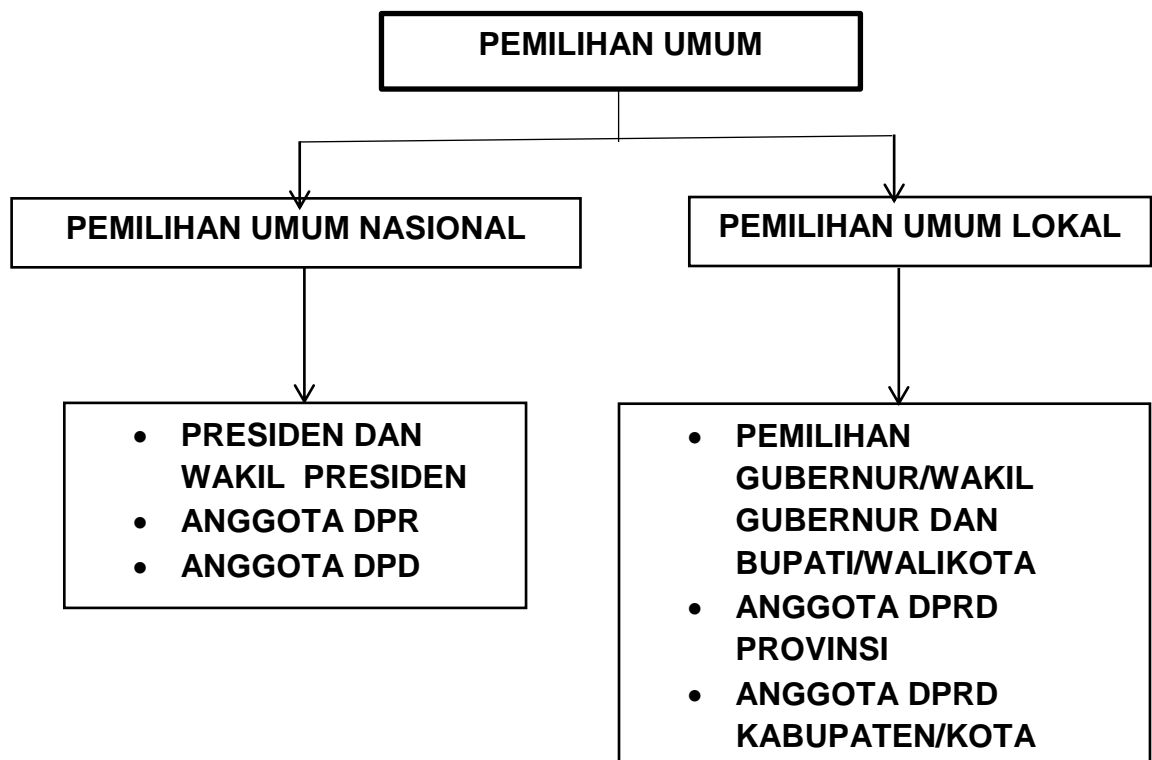 PEMILIHAN UMUM
PEMILIHAN UMUM NASIONAL
PEMILIHAN UMUM LOKAL
• PRESIDEN DAN
WAKIL PRESIDEN
• ANGGOTA DPR
• ANGGOTA DPD
• PEMILIHAN
GUBERNUR/WAKIL
GUBERNUR DAN
BUPATI/WALIKOTA
• ANGGOTA DPRD
PROVINSI
• ANGGOTA DPRD
KABUPATEN/KOTA